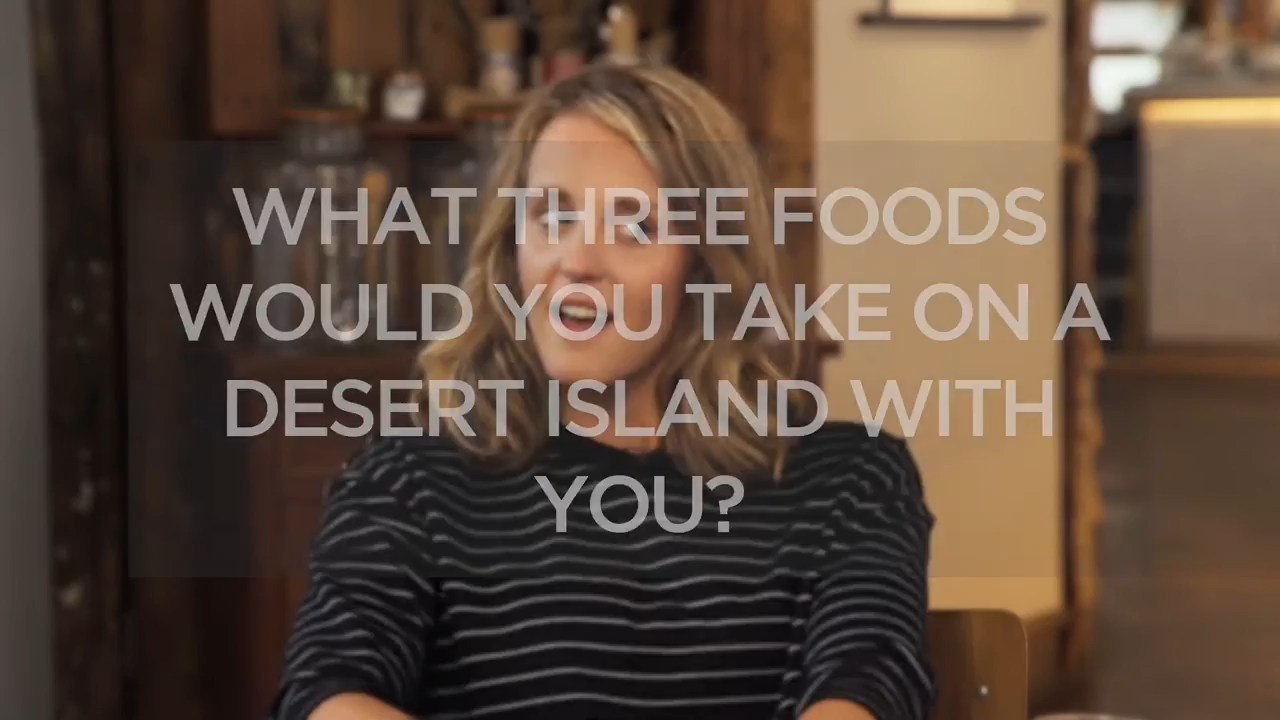 WHAT THREE FOODS
WOULD YOU TAKE ON A
DESERT ISLAND WITH
YOU?